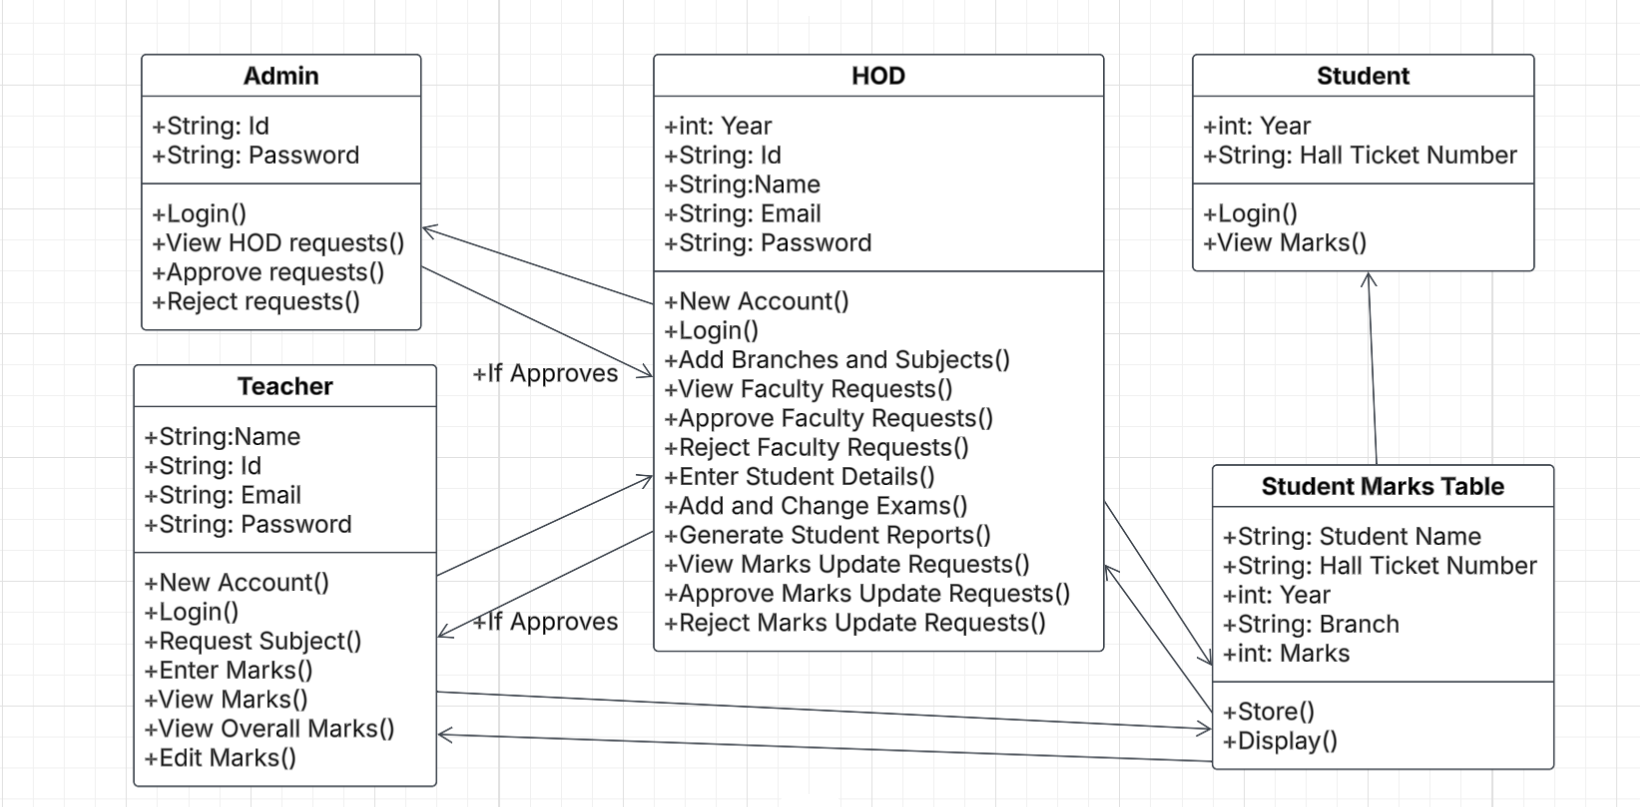 Admin
+String: Id
+String: Password
+Login()
+View HOD requests()
+Approve requests()
+Reject requests()
HOD
+int: Year
+String: Id
+String:Name
+String: Email
+String: Password
+New Account()
+Login()
+Add Branches and Subjects()
+View Faculty Requests()
+Approve Faculty Requests()
+Reject Faculty Requests()
+Enter Student Details()
+Add and Change Exams()
+Generate Student Reports()
+View Marks Update Requests()
+Approve Marks Update Requests()
+Reject Marks Update Requests()
Student
+int: Year
+String: Hall Ticket Number
+Login()
+View Marks()
+If Approves
Teacher
+String:Name
+String: Id
+String: Email
+String: Password
+New Account()
+Login()
+Request Subject()
+Enter Marks()
+View Marks()
+View Overall Marks()
+Edit Marks()
+If Approves
Student Marks Table
+String: Student Name
+String: Hall Ticket Number
+int: Year
+String: Branch
+int: Marks
+Store()
+Display()